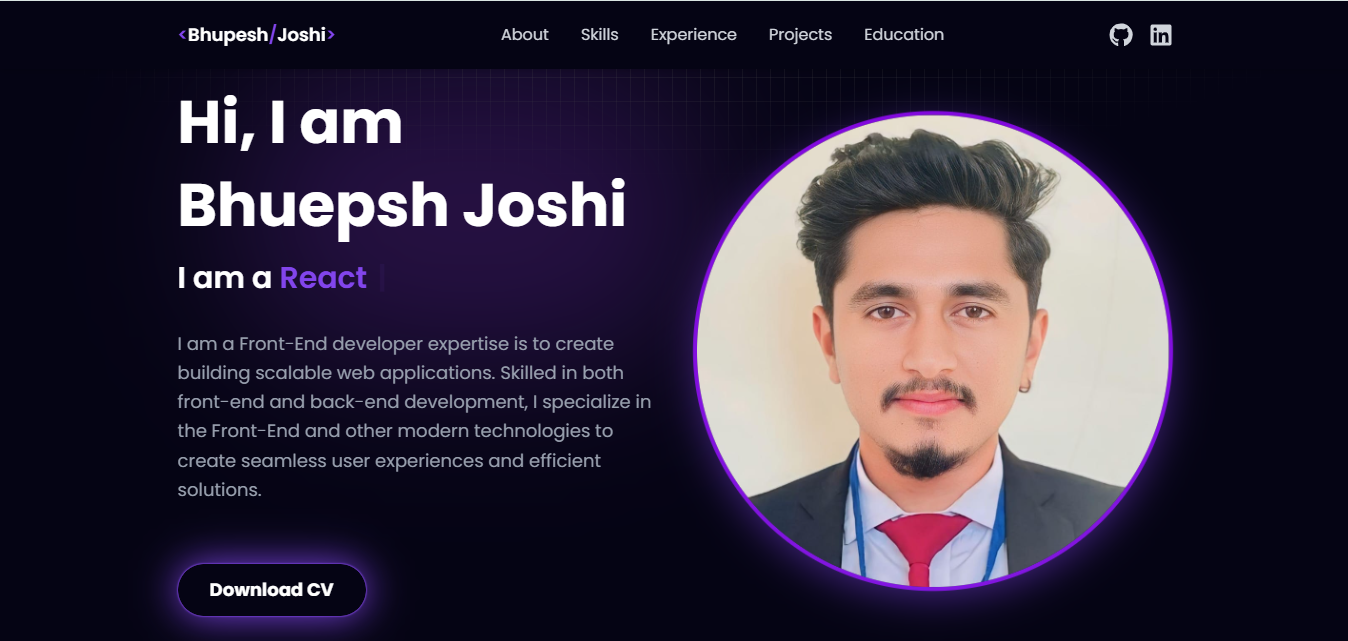 <Bhupesh/Joshi>
About Skills Experience Projects Education
Hi, I am
Bhuepsh Joshi
I am a React
I am a Front-End developer expertise is to create
building scalable web applications. Skilled in both
front-end and back-end development, I specialize in
the Front-End and other modern technologies to
create seamless user experiences and efficient
solutions.
Download CV